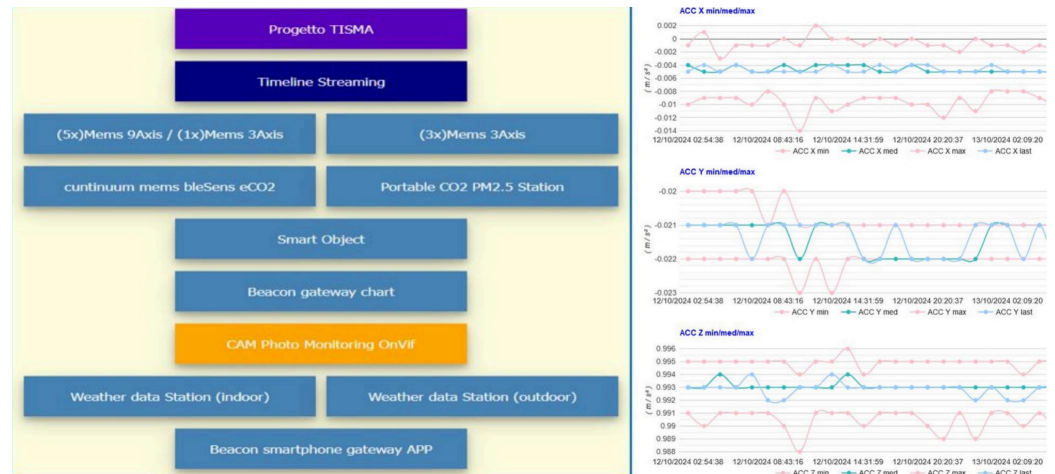 Progetto TISMA
Timeline Streaming
(5x)Mems 9Axis / (1x)Mems 3Axis
(3x)Mems 3Axis
cuntinuum mems bleSens eCO2
Portable CO2 PM2.5 Station
Smart Object
Beacon gateway chart
CAM Photo Monitoring OnVif
Weather data Station (indoor)
Weather data Station (outdoor)
Beacon smartphone gateway APP
ACC X min/med/max
0.002
0
-0.002
-0.004
-0.006
-0.008
-0.01
-0.012
-0.014
( m / s² )
12/10/2024 02:54:38 12/10/2024 08:43:16 12/10/2024 14:31:59 12/10/2024 20:20:37 13/10/2024 02:09:20
ACC X min ACC X med ACC X max ACC X last
ACC Y min/med/max
-0.02
-0.021
-0.022
-0.023
( m / s² )
12/10/2024 02:54:38 12/10/2024 08:43:16 12/10/2024 14:31:59 12/10/2024 20:20:37 13/10/2024 02:09:20
ACC Y min ACC Y med ACC Y max ACC Y last
ACC Z min/med/max
0.996
0.995
0.994
0.993
0.992
0.991
0.99
0.989
0.988
( m / s² )
12/10/2024 02:54:38 12/10/2024 08:43:16 12/10/2024 14:31:59 12/10/2024 20:20:37 13/10/2024 02:09:20
ACC Z min ACC Z med ACC Z max ACC Z last